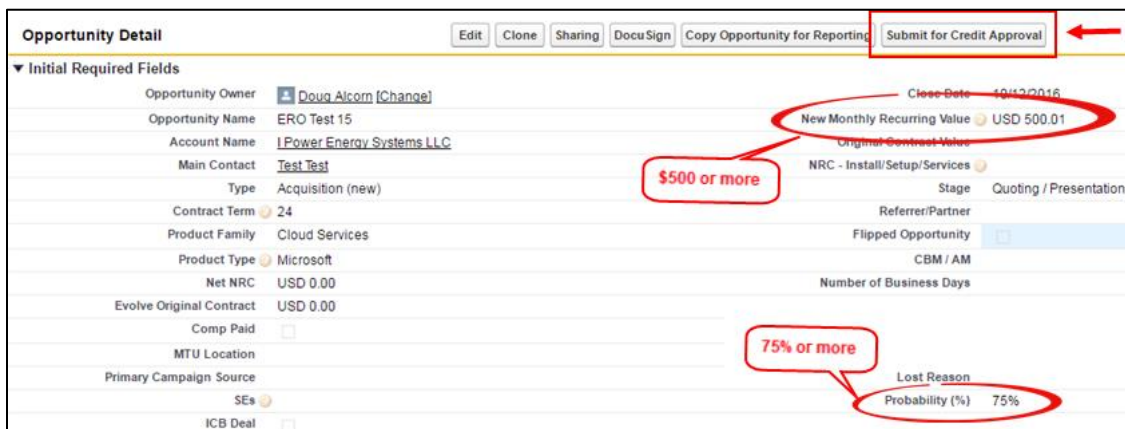 Opportunity Detail
Edit Clone Sharing DocuSign Copy Opportunity for Reporting Submit for Credit Approval
Initial Required Fields
Opportunity Owner Doug Alcorn [Change] Close Date 10/12/2016
Opportunity Name ERO Test 15 New Monthly Recurring Value USD 500.01
Account Name I Power Energy Systems LLC Original Contract Value
Main Contact Test Test NRC - Install/Setup/Services
$500 or more
Type Acquisition (new) Stage Quoting / Presentation
Contract Term 24 Referrer/Partner
Product Family Cloud Services Flipped Opportunity
Product Type Microsoft CBM / AM
Net NRC USD 0.00 Number of Business Days
Evolve Original Contract USD 0.00
Comp Paid
75% or more
MTU Location
Primary Campaign Source Lost Reason
SEs Probability (%) 75%
ICB Deal